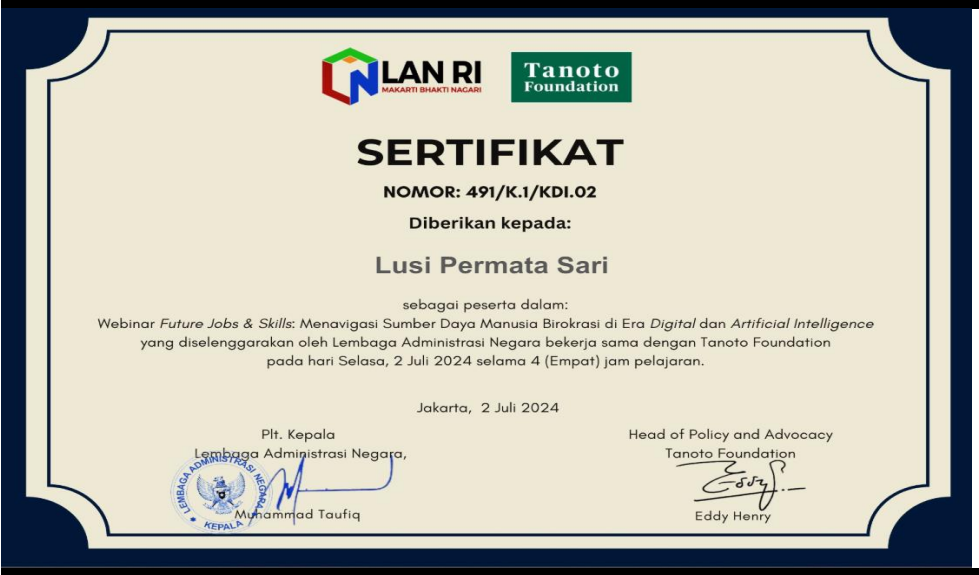 LAN RI
MAKARTI BHAKTI NAGARI
Tanoto
Foundation
SERTIFIKAT
NOMOR: 491/K.1/KDI.02
Diberikan kepada:
Lusi Permata Sari
sebagai peserta dalam:
Webinar Future Jobs & Skills: Menavigasi Sumber Daya Manusia Birokrasi di Era Digital dan Artificial Intelligence
yang diselenggarakan oleh Lembaga Administrasi Negara bekerja sama dengan Tanoto Foundation
pada hari Selasa, 2 Juli 2024 selama 4 (Empat) jam pelajaran.
Jakarta, 2 Juli 2024
Plt. Kepala
Lembaga Administrasi Negara,
LEMBAGA ADMINISTRASI NEGARA
KEPALA
Muhammad Taufiq
Head of Policy and Advocacy
Tanoto Foundation
Eddy Henry